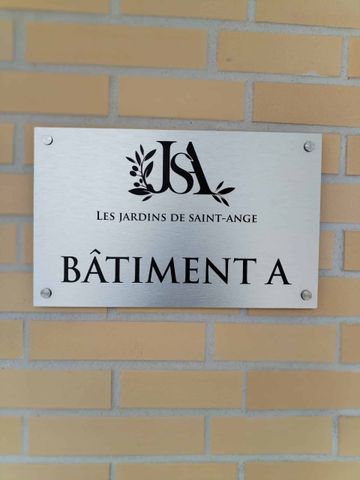 JSA
LES JARDINS DE SAINT-ANGE
BÂTIMENT A